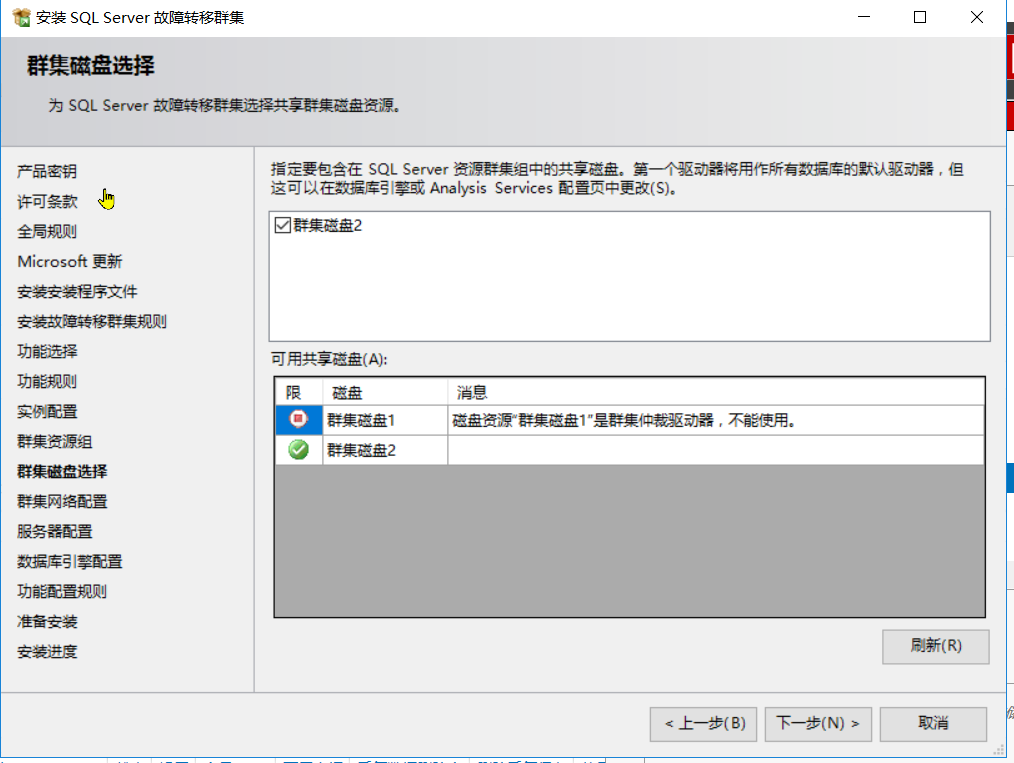 安装 SQL Server 故障转移群集
群集磁盘选择
为 SQL Server 故障转移群集选择共享群集磁盘资源。
产品密钥
许可条款
全局规则
Microsoft 更新
安装安装程序文件
安装故障转移群集规则
功能选择
功能规则
实例配置
群集资源组
群集磁盘选择
群集网络配置
服务器配置
数据库引擎配置
功能配置规则
准备安装
安装进度
指定要包含在 SQL Server 资源群集组中的共享磁盘。第一个驱动器将用作所有数据库的默认驱动器，但
这可以在数据库引擎或 Analysis Services 配置页中更改(S)。
群集磁盘2
可用共享磁盘(A):
限 磁盘 消息
群集磁盘1 磁盘资源“群集磁盘1”是群集仲裁驱动器，不能使用。
群集磁盘2
刷新(R)
< 上一步(B) 下一步(N) > 取消